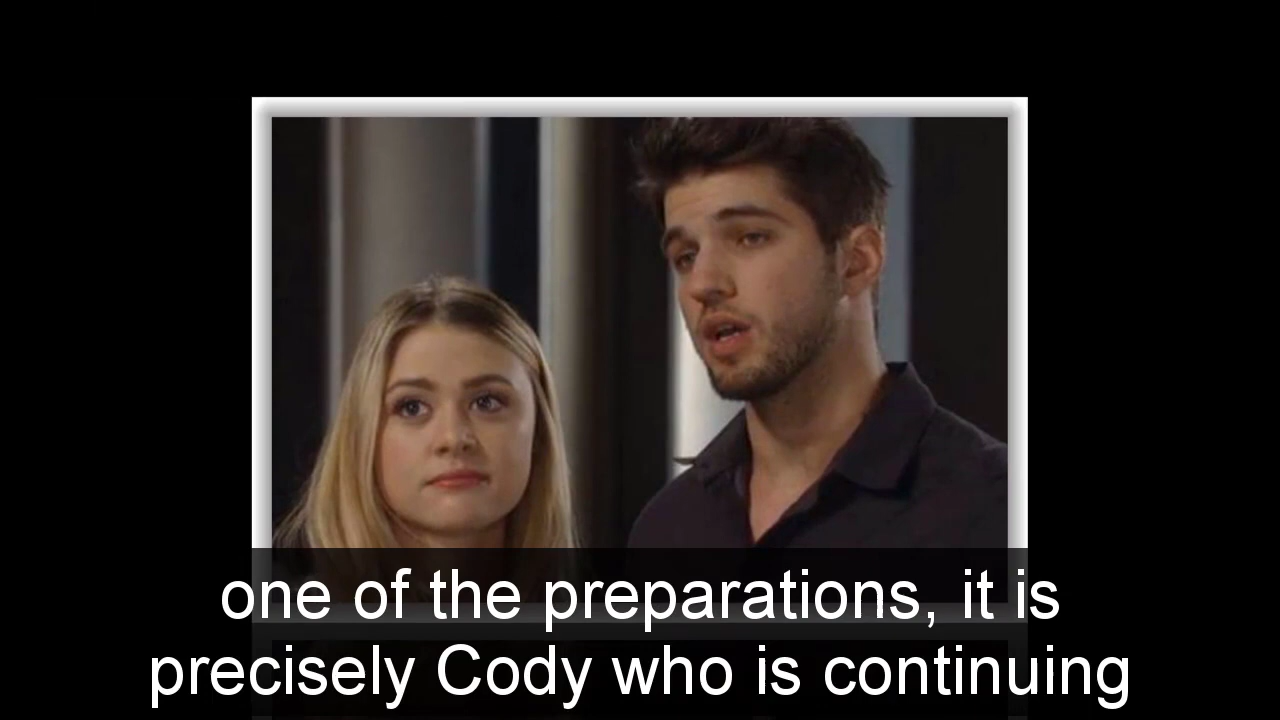 one of the preparations, it is
precisely Cody who is continuing